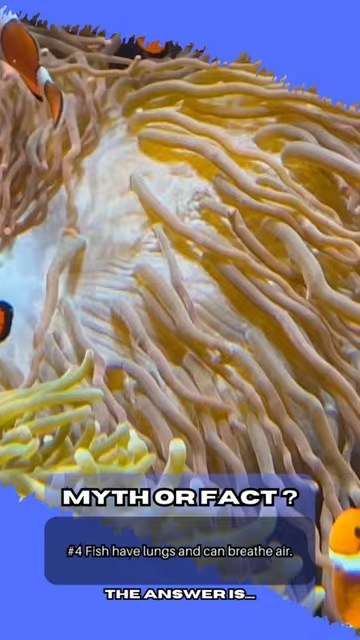 MYTH OR FACT ?
#4 Fish have lungs and can breathe air.
THE ANSWER IS...